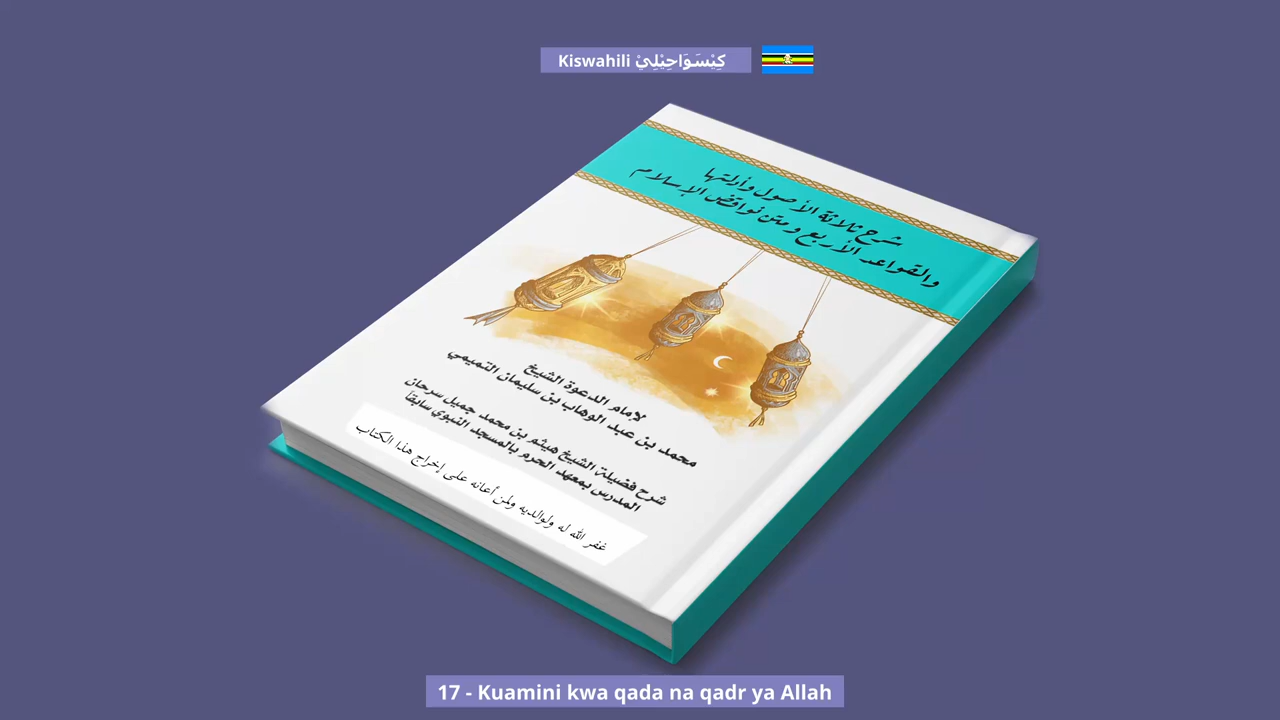 Kiswahili كِيْسَوَاحِيْلِيْ
شرح ثلاثة الأصول وأدلتها
والقواعد الأربع ومتن نواقض الإسلام
لإمام الدعوة الشيخ
محمد بن عبد الوهاب بن سليمان التميمي
شرح فضيلة الشيخ هيثم بن محمد جميل سرحان
المدرس بمعهد الحرم بالمسجد النبوي سابقاً
غفر الله له ولوالديه ولمن أعانه على إخراج هذا الكتاب
17 - Kuamini kwa qada na qadr ya Allah